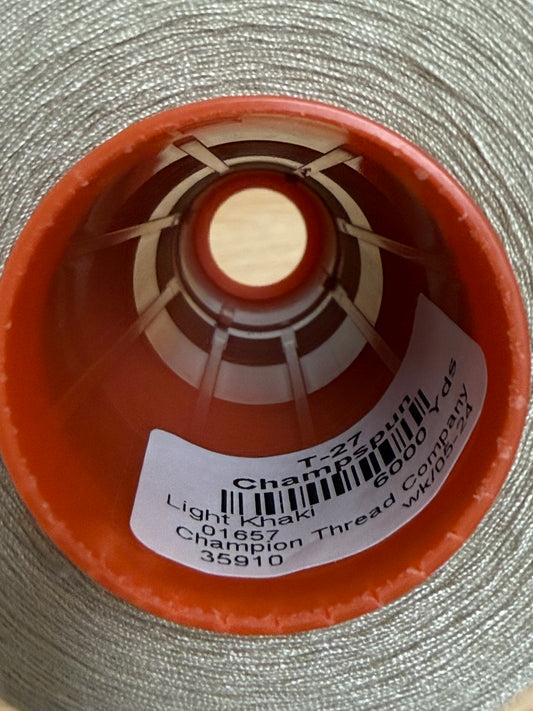 T-27
Champspun
6000 Yds
Light Khaki
01657
Champion Thread Company
35910 wk/05-24